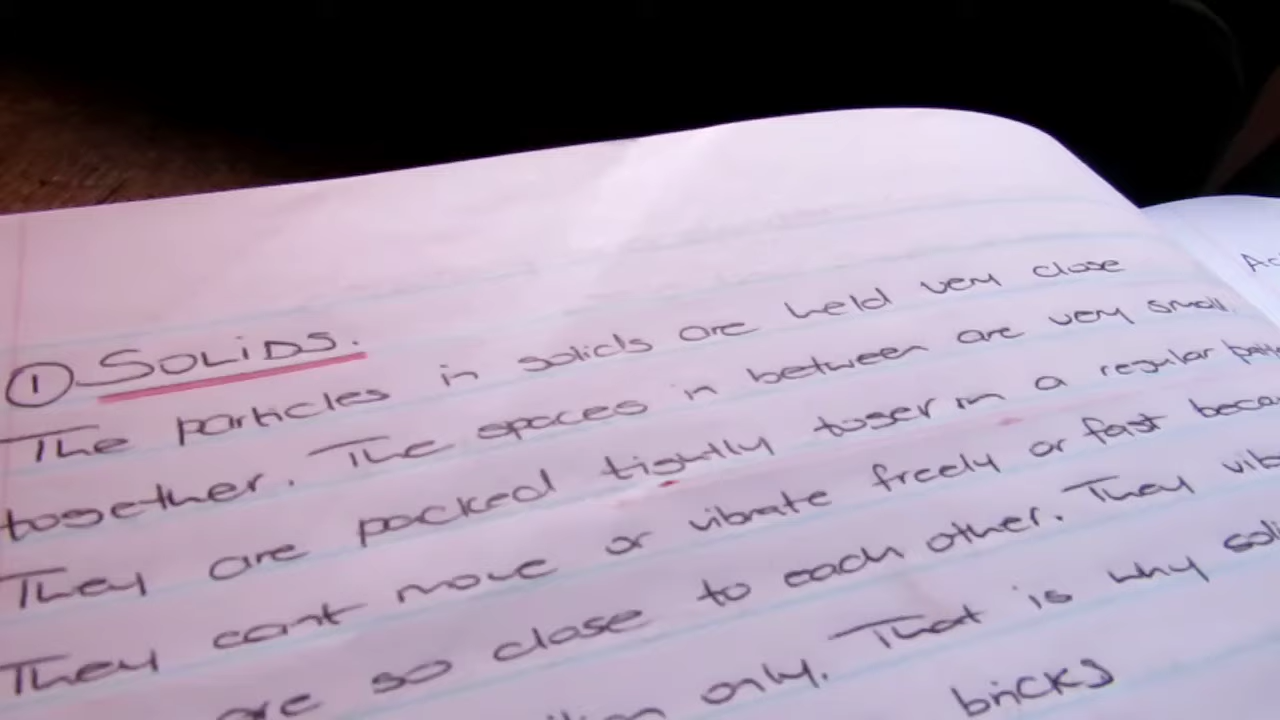 ① SOLIDS.
The particles in solids are held very close
together. The spaces in between are very small.
They are packed tightly toger in a regular
They cant move or vibrate freely or fast
are so close to each other. They
only. That is why
bricks